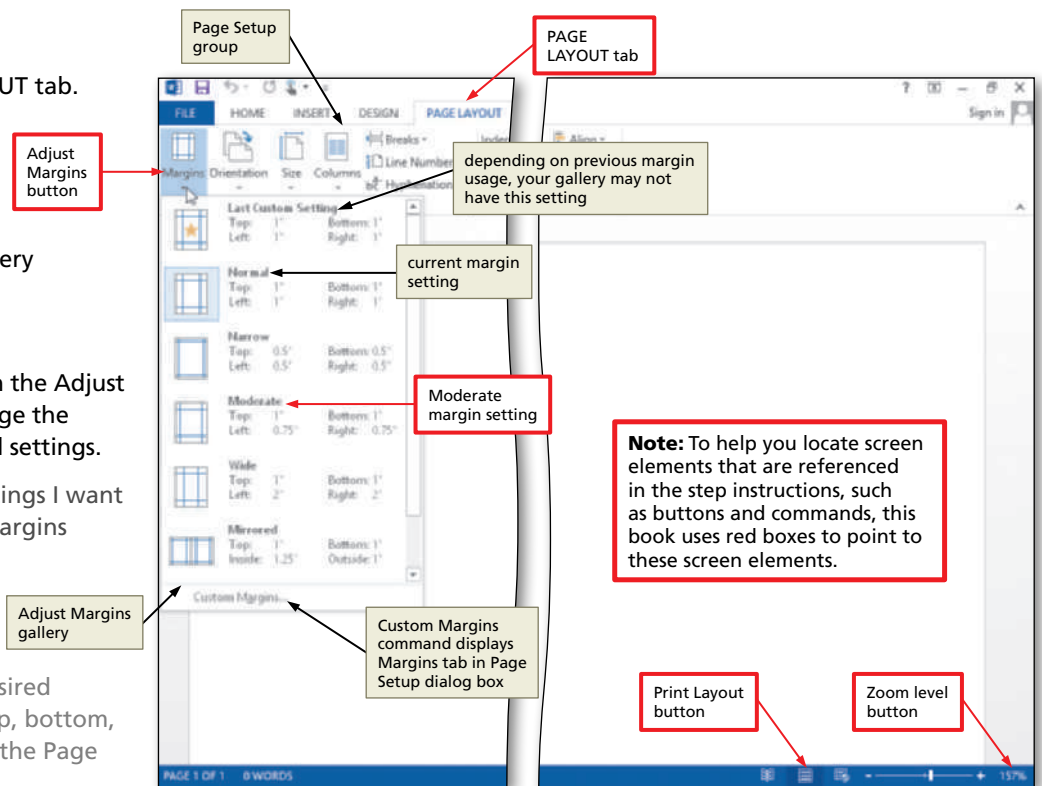 Page Setup
group
PAGE
LAYOUT tab
UT tab.
Adjust
Margins
button
ery
n the Adjust
ge the
l settings.
ings I want
argins
Adjust Margins
gallery
sired
p, bottom,
the Page
FILE HOME INSERT DESIGN PAGE LAYOUT
Sign in
Margins Orientation Size Columns
Breaks
Line Number
Align
depending on previous margin
usage, your gallery may not
have this setting
Last Custom Setting
Top: 1" Bottom: 1"
Left: 1" Right: 1"
current margin
setting
Normal
Top: 1" Bottom: 1"
Left: 1" Right: 1"
Narrow
Top: 0.5" Bottom: 0.5"
Left: 0.5" Right: 0.5"
Moderate
Top: 1" Bottom: 1"
Left: 0.75" Right: 0.75"
Moderate
margin setting
Wide
Top: 1" Bottom: 1"
Left: 2" Right: 2"
Mirrored
Top: 1" Bottom: 1"
Inside: 1.25" Outside: 1"
Custom Margins...
Custom Margins
command displays
Margins tab in Page
Setup dialog box
Note: To help you locate screen
elements that are referenced
in the step instructions, such
as buttons and commands, this
book uses red boxes to point to
these screen elements.
Print Layout
button
Zoom level
button
PAGE 1 OF 1 0 WORDS
157%